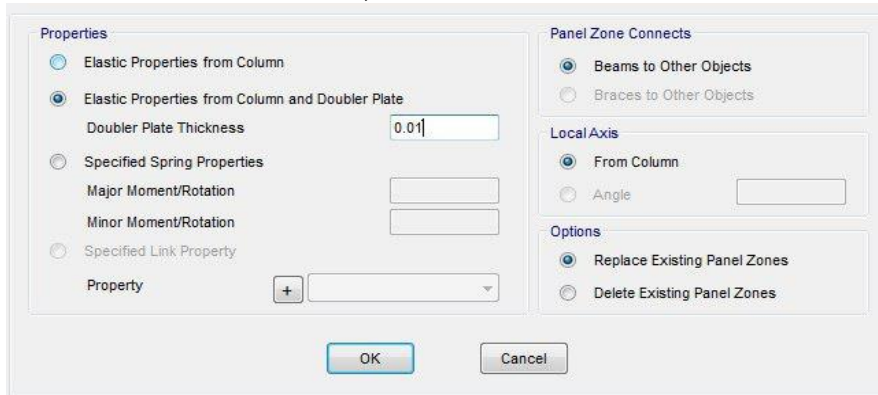 Properties
Elastic Properties from Column
Elastic Properties from Column and Doubler Plate
Doubler Plate Thickness 0.01
Specified Spring Properties
Major Moment/Rotation
Minor Moment/Rotation
Specified Link Property
Property +
Panel Zone Connects
Beams to Other Objects
Braces to Other Objects
Local Axis
From Column
Angle
Options
Replace Existing Panel Zones
Delete Existing Panel Zones
OK Cancel